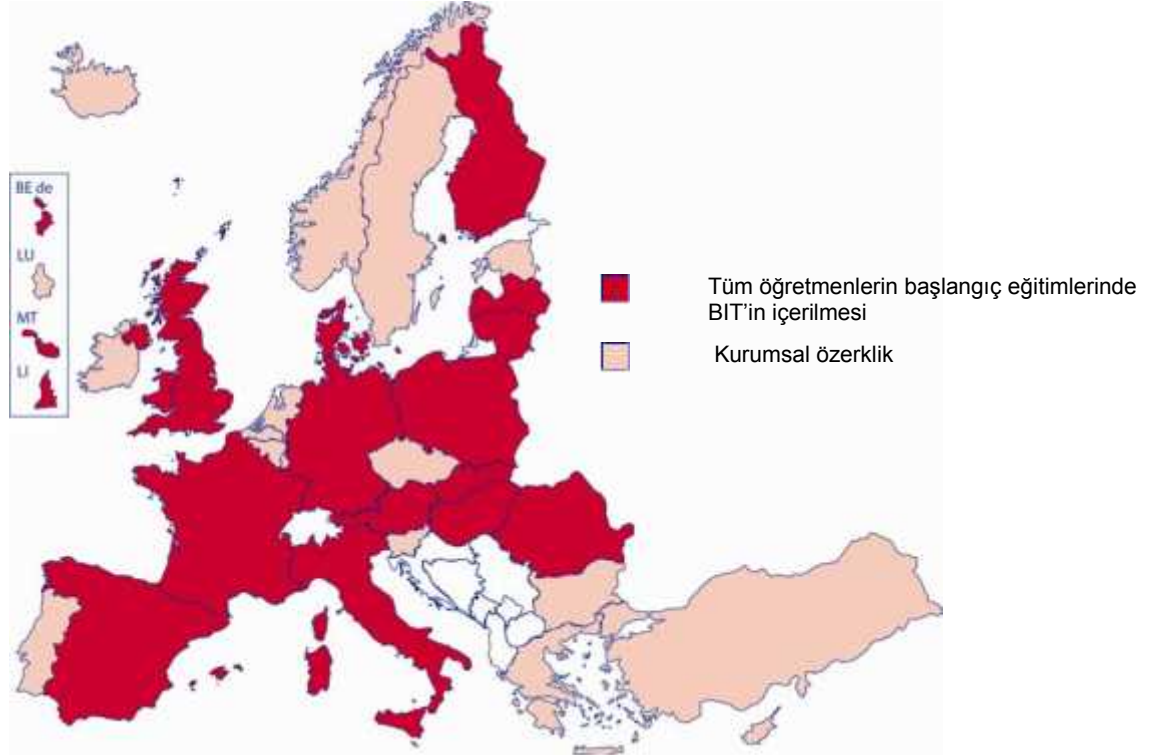 BE de
LU
MT
LI
Tüm öğretmenlerin başlangıç eğitimlerinde
BIT'in içerilmesi
Kurumsal özerklik